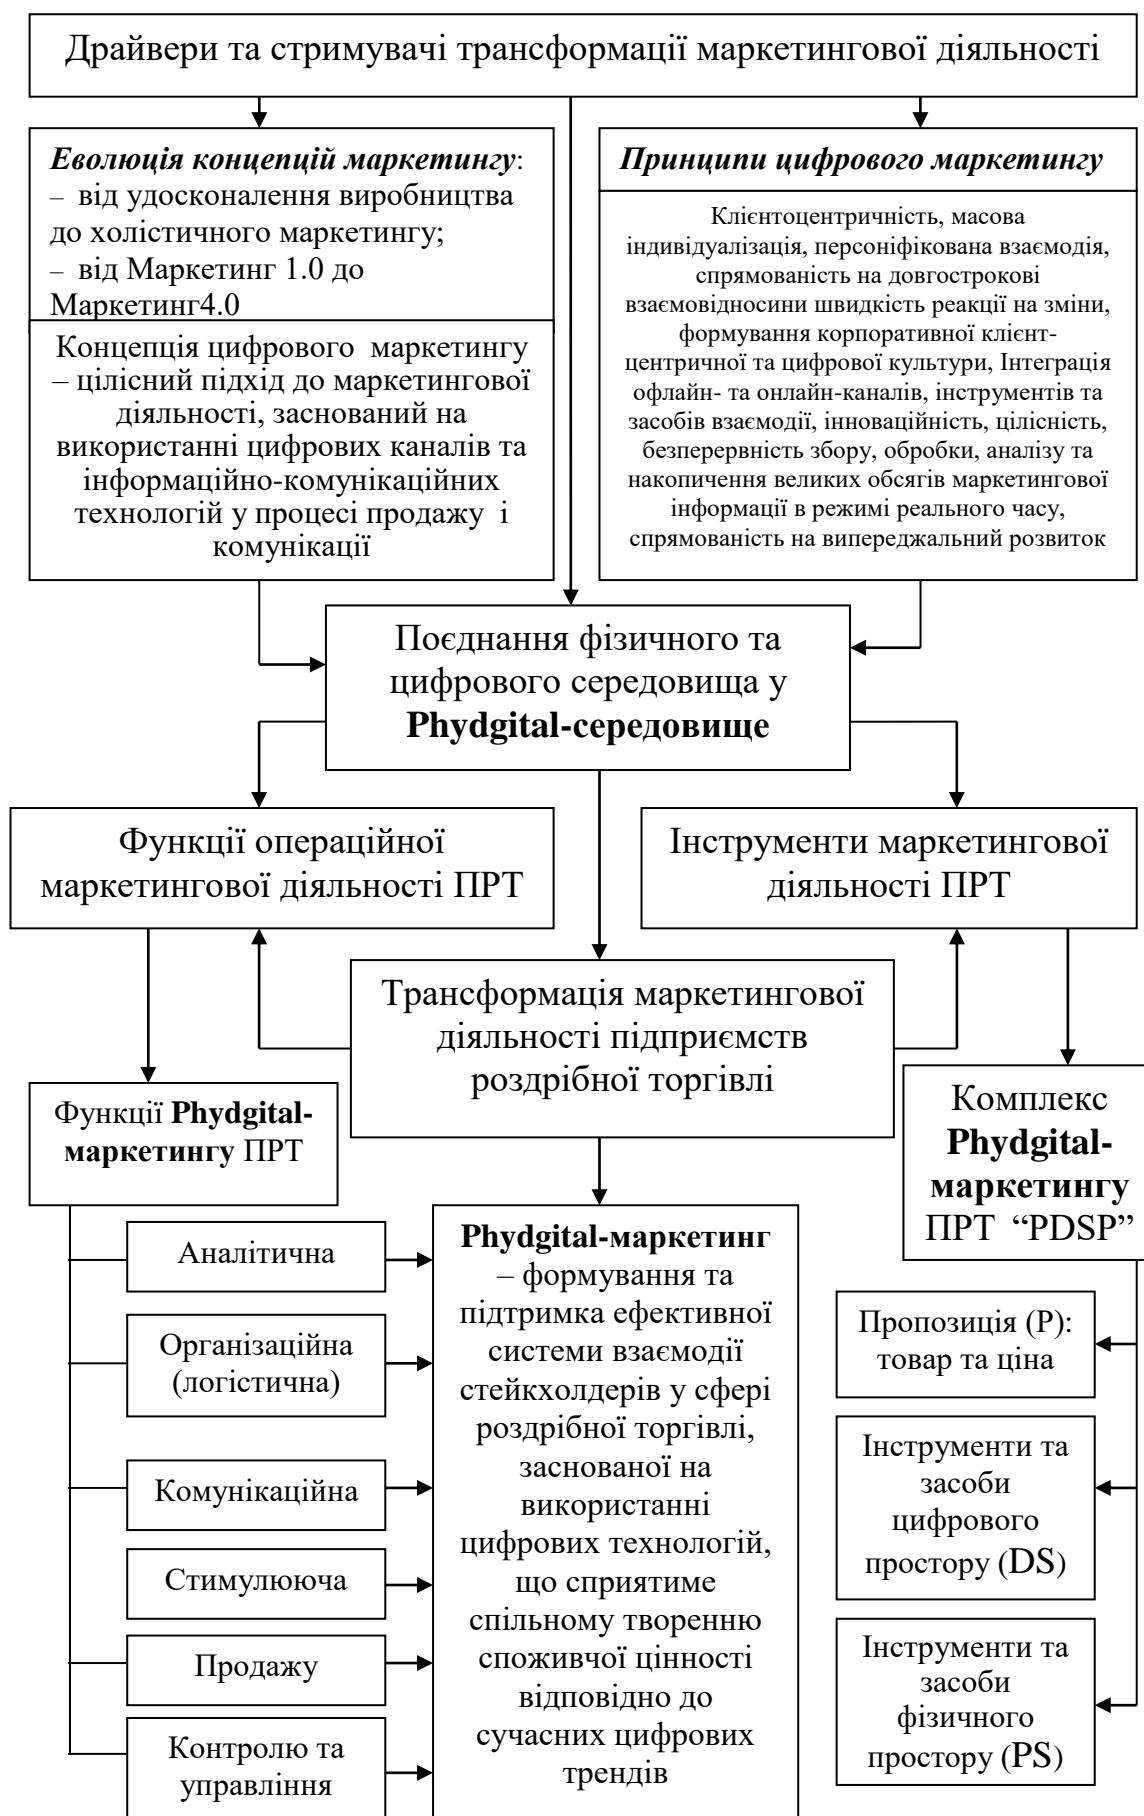 Драйвери та стримувачі трансформації маркетингової діяльності
Еволюція концепцій маркетингу:
– від удосконалення виробництва
до холістичного маркетингу;
– від Маркетинг 1.0 до
Маркетинг4.0
Концепція цифрового маркетингу
– цілісний підхід до маркетингової
діяльності, заснований на
використанні цифрових каналів та
інформаційно-комунікаційних
технологій у процесі продажу і
комунікації
Принципи цифрового маркетингу
Клієнтоцентричність, масова
індивідуалізація, персоніфікована взаємодія,
спрямованість на довгострокові
взаємовідносини швидкість реакції на зміни,
формування корпоративної клієнт-
центричної та цифрової культури, Інтеграція
офлайн- та онлайн-каналів, інструментів та
засобів взаємодії, інноваційність, цілісність,
безперервність збору, обробки, аналізу та
накопичення великих обсягів маркетингової
інформації в режимі реального часу,
спрямованість на випереджальний розвиток
Поєднання фізичного та
цифрового середовища у
Phydgital-середовище
Функції операційної
маркетингової діяльності ПРТ
Інструменти маркетингової
діяльності ПРТ
Трансформація маркетингової
діяльності підприємств
роздрібної торгівлі
Функції Phydgital-
маркетингу ПРТ
Комплекс
Phydgital-
маркетингу
ПРТ “PDSP”
Аналітична
Організаційна
(логістична)
Комунікаційна
Стимулююча
Продажу
Контролю та
управління
Phydgital-маркетинг
– формування та
підтримка ефективної
системи взаємодії
стейкхолдерів у сфері
роздрібної торгівлі,
заснованої на
використанні
цифрових технологій,
що сприятиме
спільному творенню
споживчої цінності
відповідно до
сучасних цифрових
трендів
Пропозиція (P):
товар та ціна
Інструменти та
засоби
цифрового
простору (DS)
Інструменти та
засоби
фізичного
простору (PS)